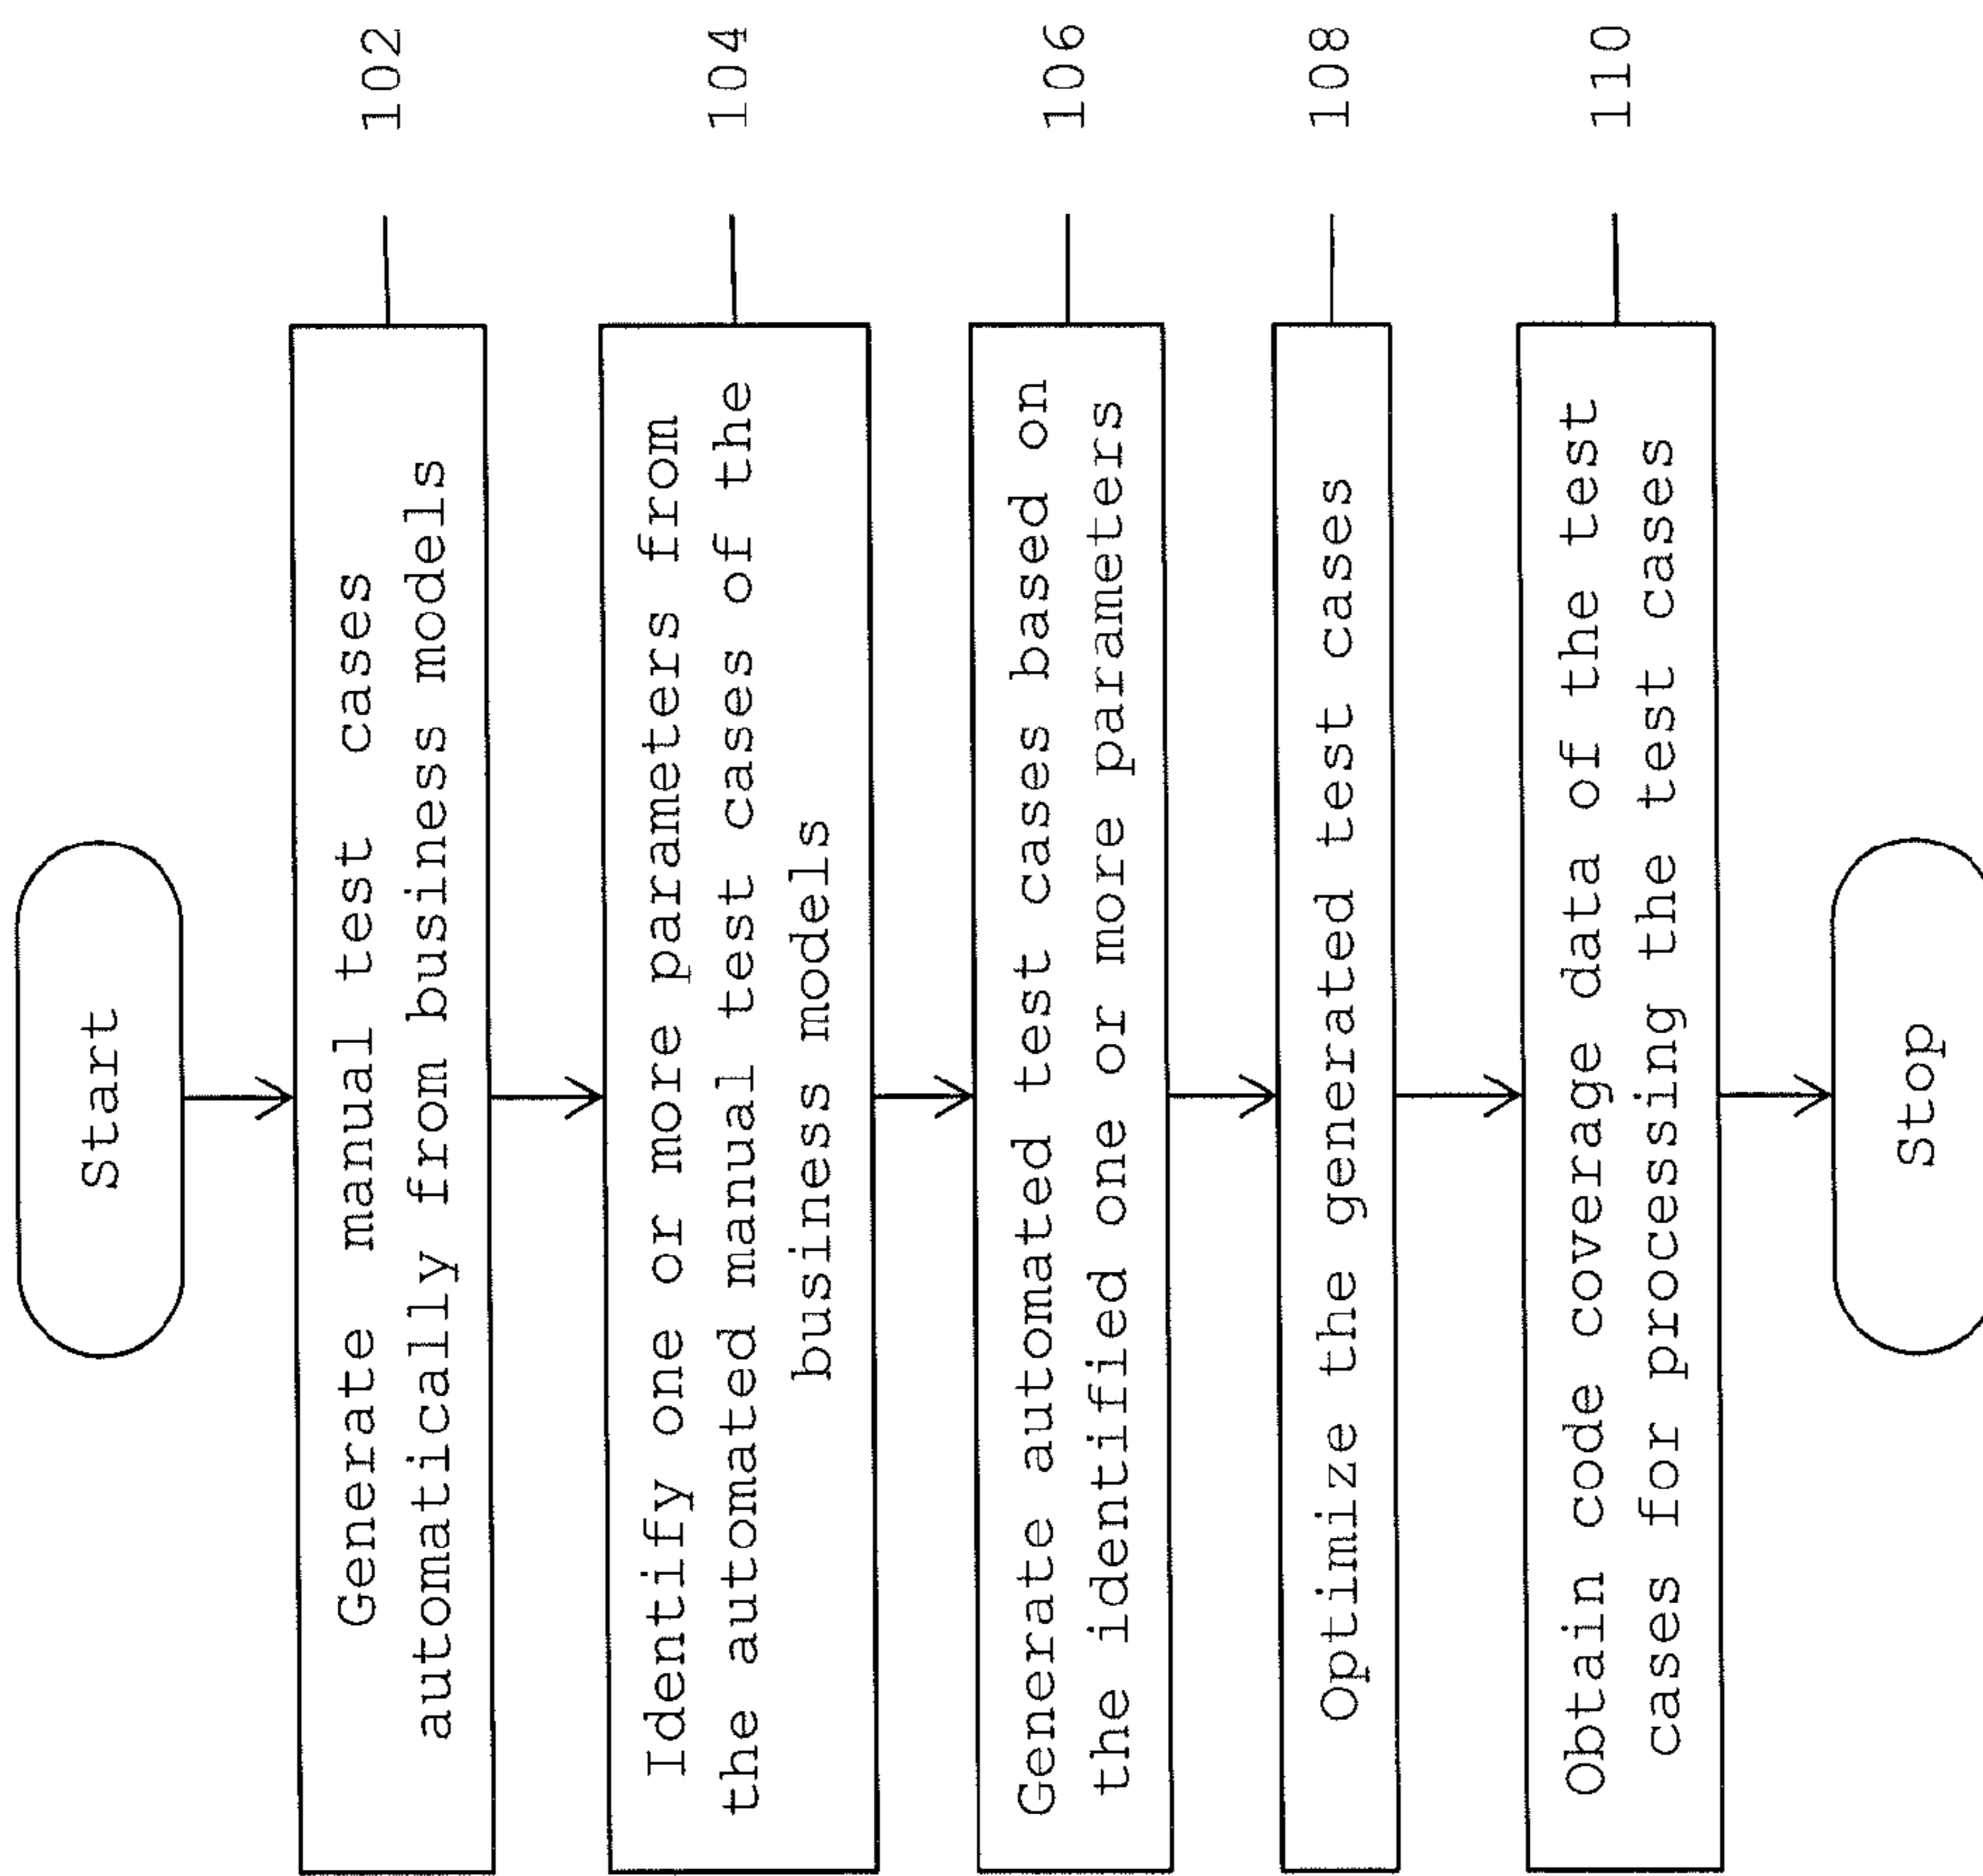 Start
Generate manual test cases
automatically from business models
102
Identify one or more parameters from
the automated manual test cases of the
business models
104
Generate automated test cases based on
the identified one or more parameters
106
Optimize the generated test cases
108
Obtain code coverage data of the test
cases for processing the test cases
110
Stop